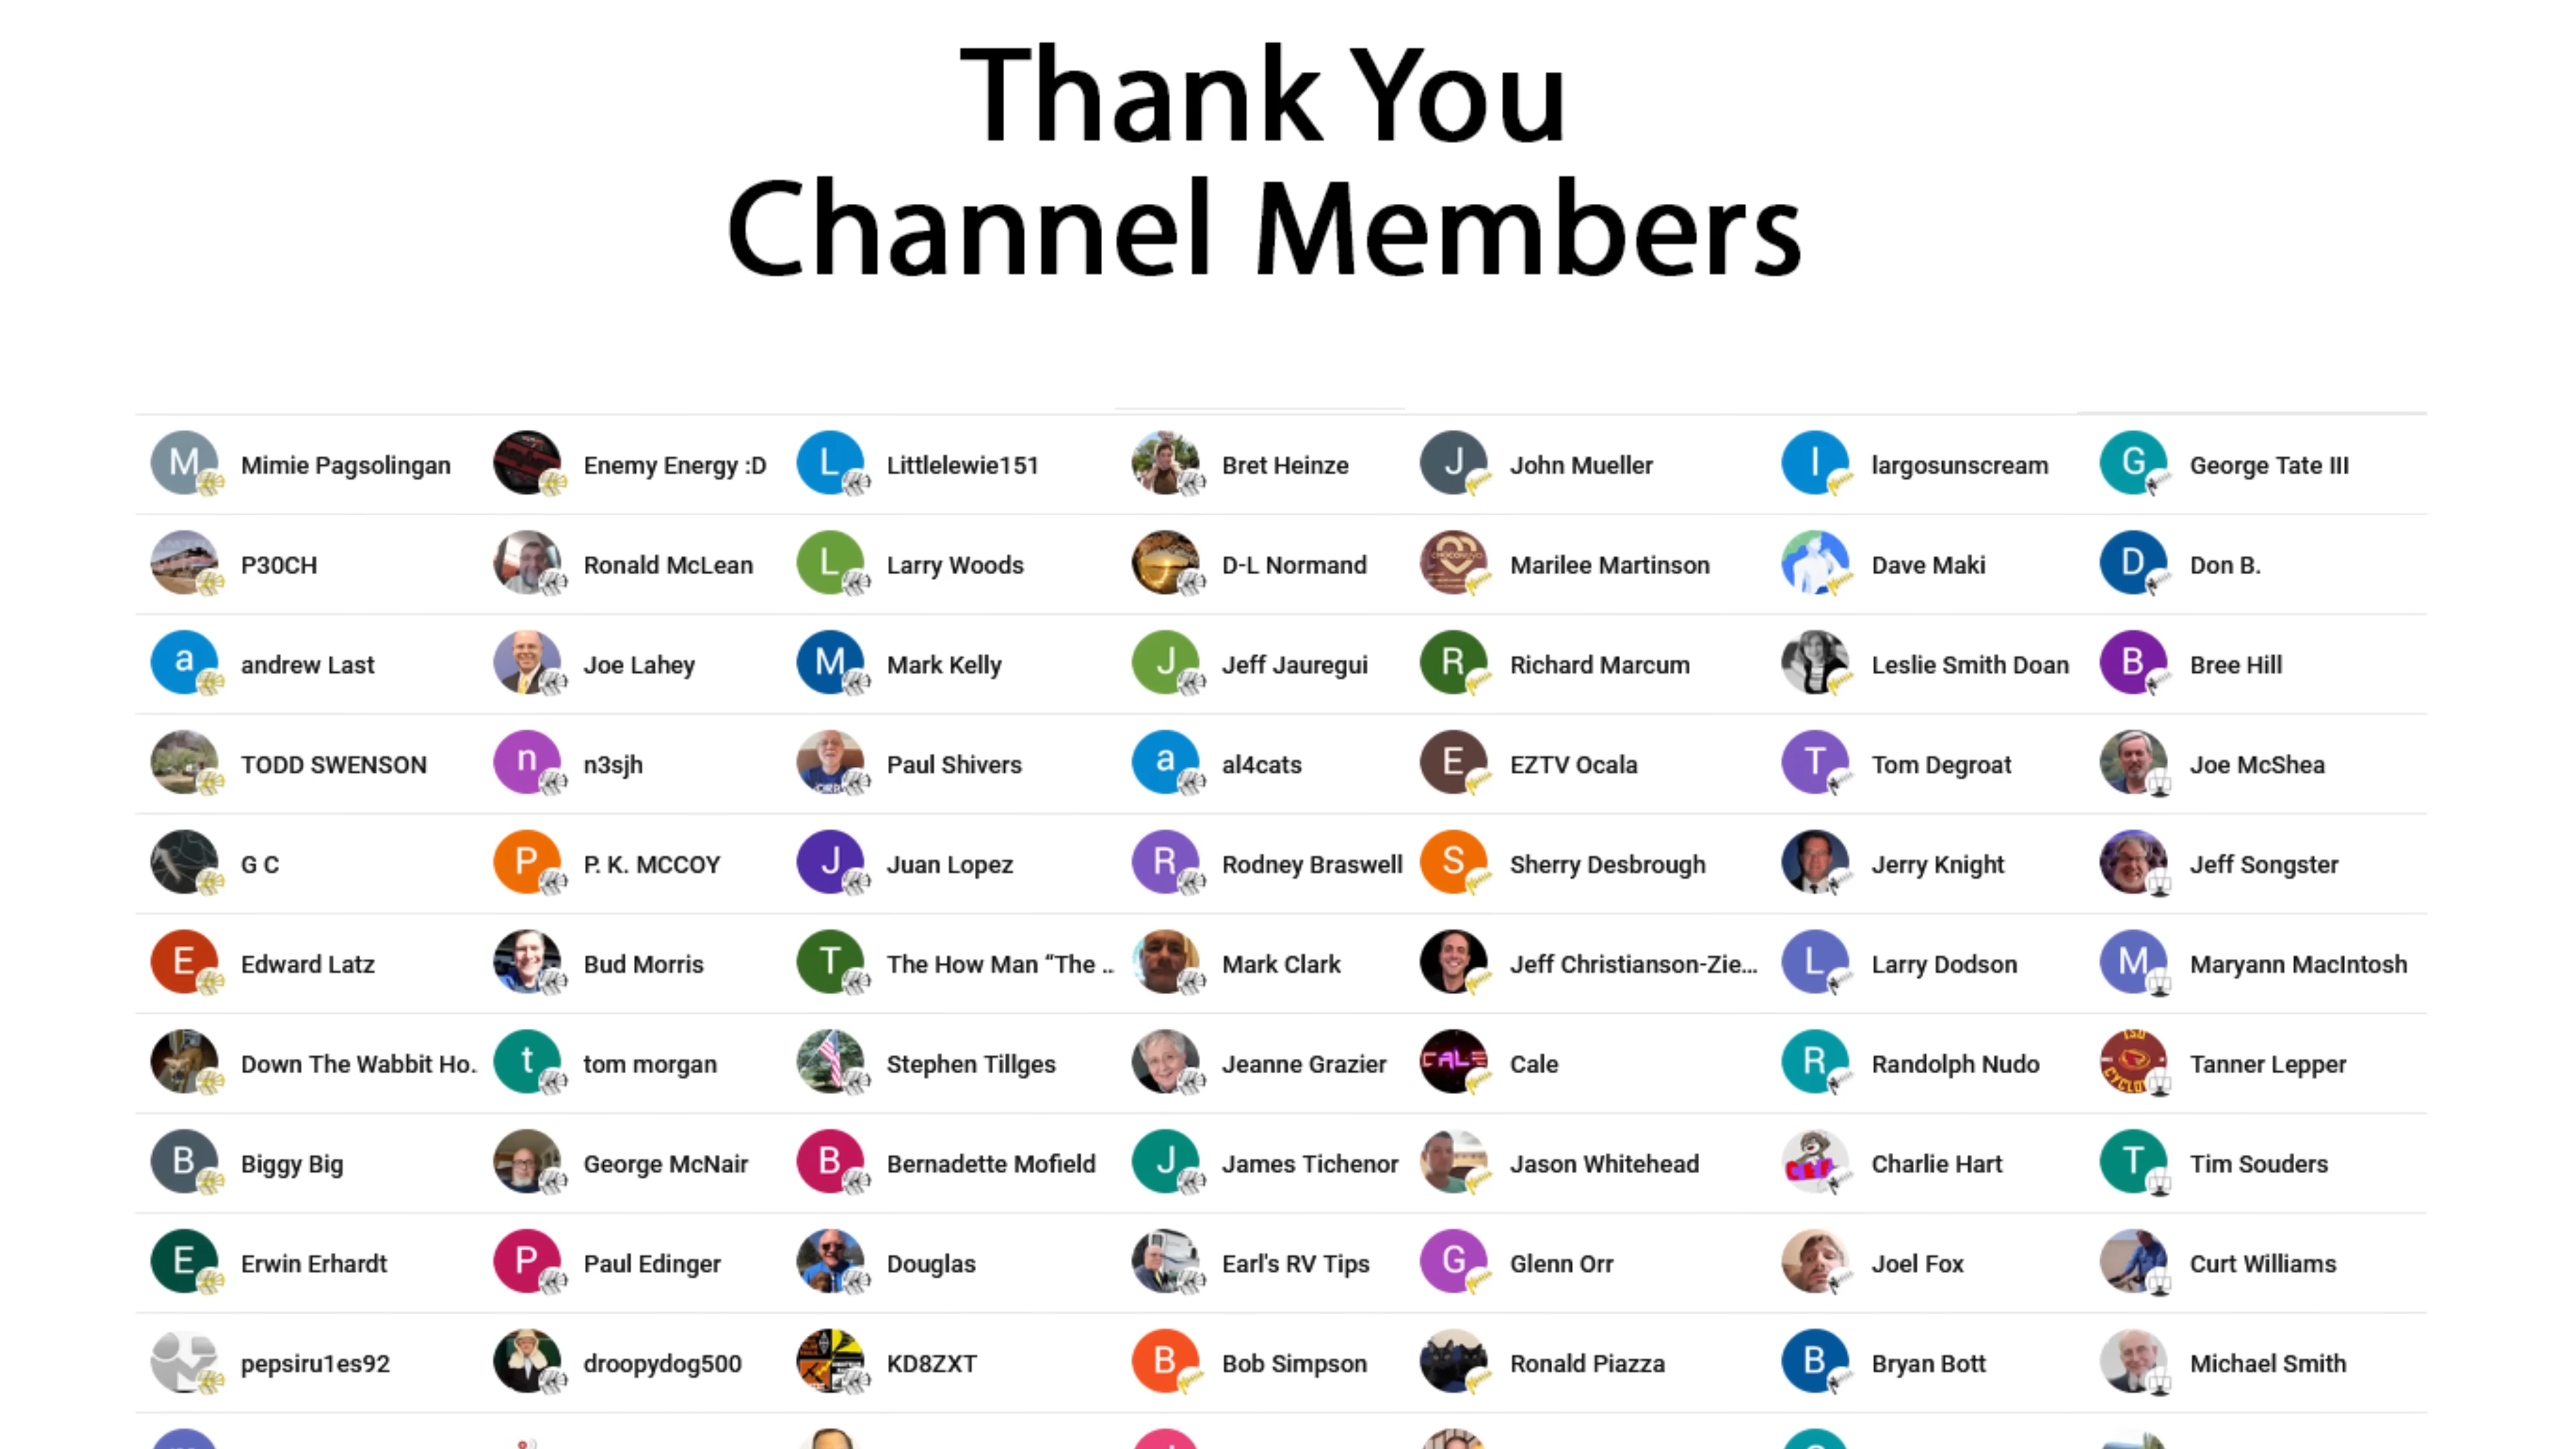 Thank You
Channel Members
M Mimie Pagsolingan Enemy Energy :D L Littlelewie151 Bret Heinze J John Mueller l largosunscream G George Tate III
P30CH Ronald McLean L Larry Woods D-L Normand Marilee Martinson Dave Maki D Don B.
a andrew Last Joe Lahey M Mark Kelly J Jeff Jauregui R Richard Marcum Leslie Smith Doan B Bree Hill
TODD SWENSON n n3sjh Paul Shivers a al4cats E EZTV Ocala T Tom Degroat Joe McShea
G C P P. K. MCCOY J Juan Lopez R Rodney Braswell S Sherry Desbrough Jerry Knight Jeff Songster
E Edward Latz Bud Morris T The How Man “The ... Mark Clark Jeff Christianson-Zie... L Larry Dodson M Maryann MacIntosh
Down The Wabbit Ho.. t tom morgan Stephen Tillges Jeanne Grazier CALE Cale R Randolph Nudo Tanner Lepper
B Biggy Big George McNair B Bernadette Mofield J James Tichenor Jason Whitehead Charlie Hart T Tim Souders
E Erwin Erhardt P Paul Edinger Douglas Earl's RV Tips G Glenn Orr Joel Fox Curt Williams
pepsiru1es92 droopydog500 KD8ZXT B Bob Simpson Ronald Piazza B Bryan Bott Michael Smith